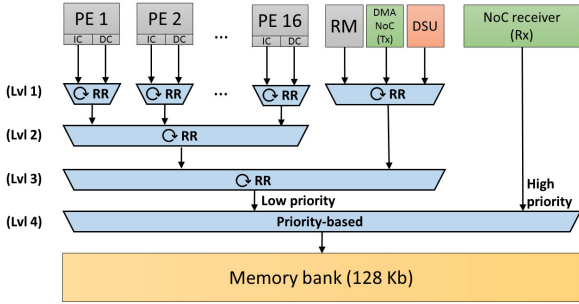 PE 1
IC DC
PE 2
IC DC
...
PE 16
IC DC
RM
DMA
NoC
(Tx)
DSU
NoC receiver
(Rx)
(Lvl 1)
RR
RR
...
RR
RR
(Lvl 2)
RR
(Lvl 3)
RR
Low priority
High
priority
(Lvl 4)
Priority-based
Memory bank (128 Kb)